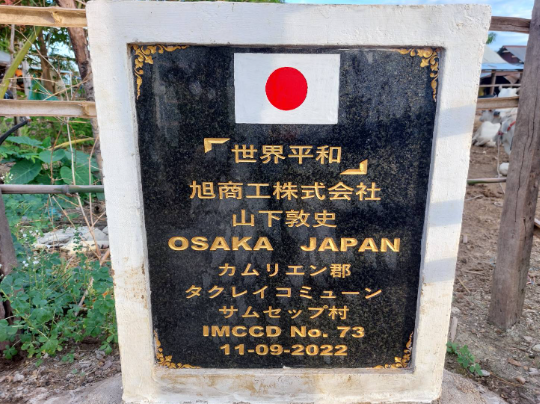 「世界平和」
旭商工株式会社
山下敦史
OSAKA JAPAN
カムリエン郡
タクレイコミューン
サムセップ村
IMCCD No. 73
11-09-2022